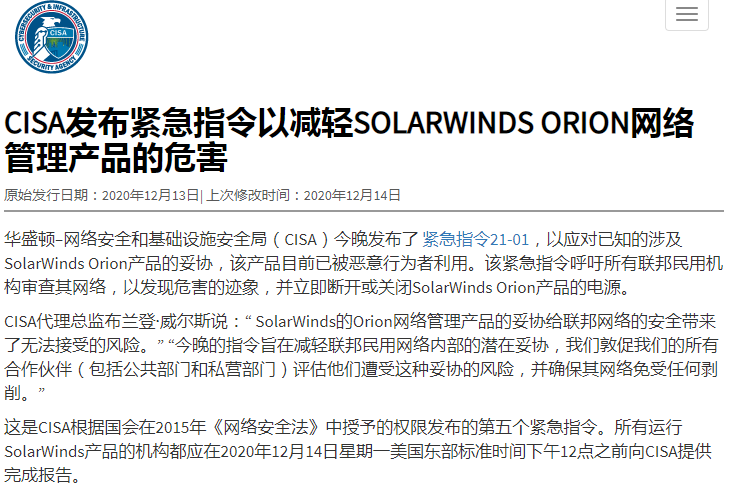 CYBERSECURITY & INFRASTRUCTURE
CISA
SECURITY AGENCY
CISA发布紧急指令以减轻SOLARWINDS ORION网络
管理产品的危害
原始发行日期：2020年12月13日| 上次修改时间：2020年12月14日
华盛顿–网络安全和基础设施安全局（CISA）今晚发布了 紧急指令21-01，以应对已知的涉及
SolarWinds Orion产品的妥协，该产品目前已被恶意行为者利用。该紧急指令呼吁所有联邦民用机
构审查其网络，以发现危害的迹象，并立即断开或关闭SolarWinds Orion产品的电源。
CISA代理总监布兰登·威尔斯说：“ SolarWinds的Orion网络管理产品的妥协给联邦网络的安全带来
了无法接受的风险。” “今晚的指令旨在减轻联邦民用网络内部的潜在妥协，我们敦促我们的所有
合作伙伴（包括公共部门和私营部门）评估他们遭受这种妥协的风险，并确保其网络免受任何剥
削。”
这是CISA根据国会在2015年《网络安全法》中授予的权限发布的第五个紧急指令。所有运行
SolarWinds产品的机构都应在2020年12月14日星期一美国东部标准时间下午12点之前向CISA提供
完成报告。